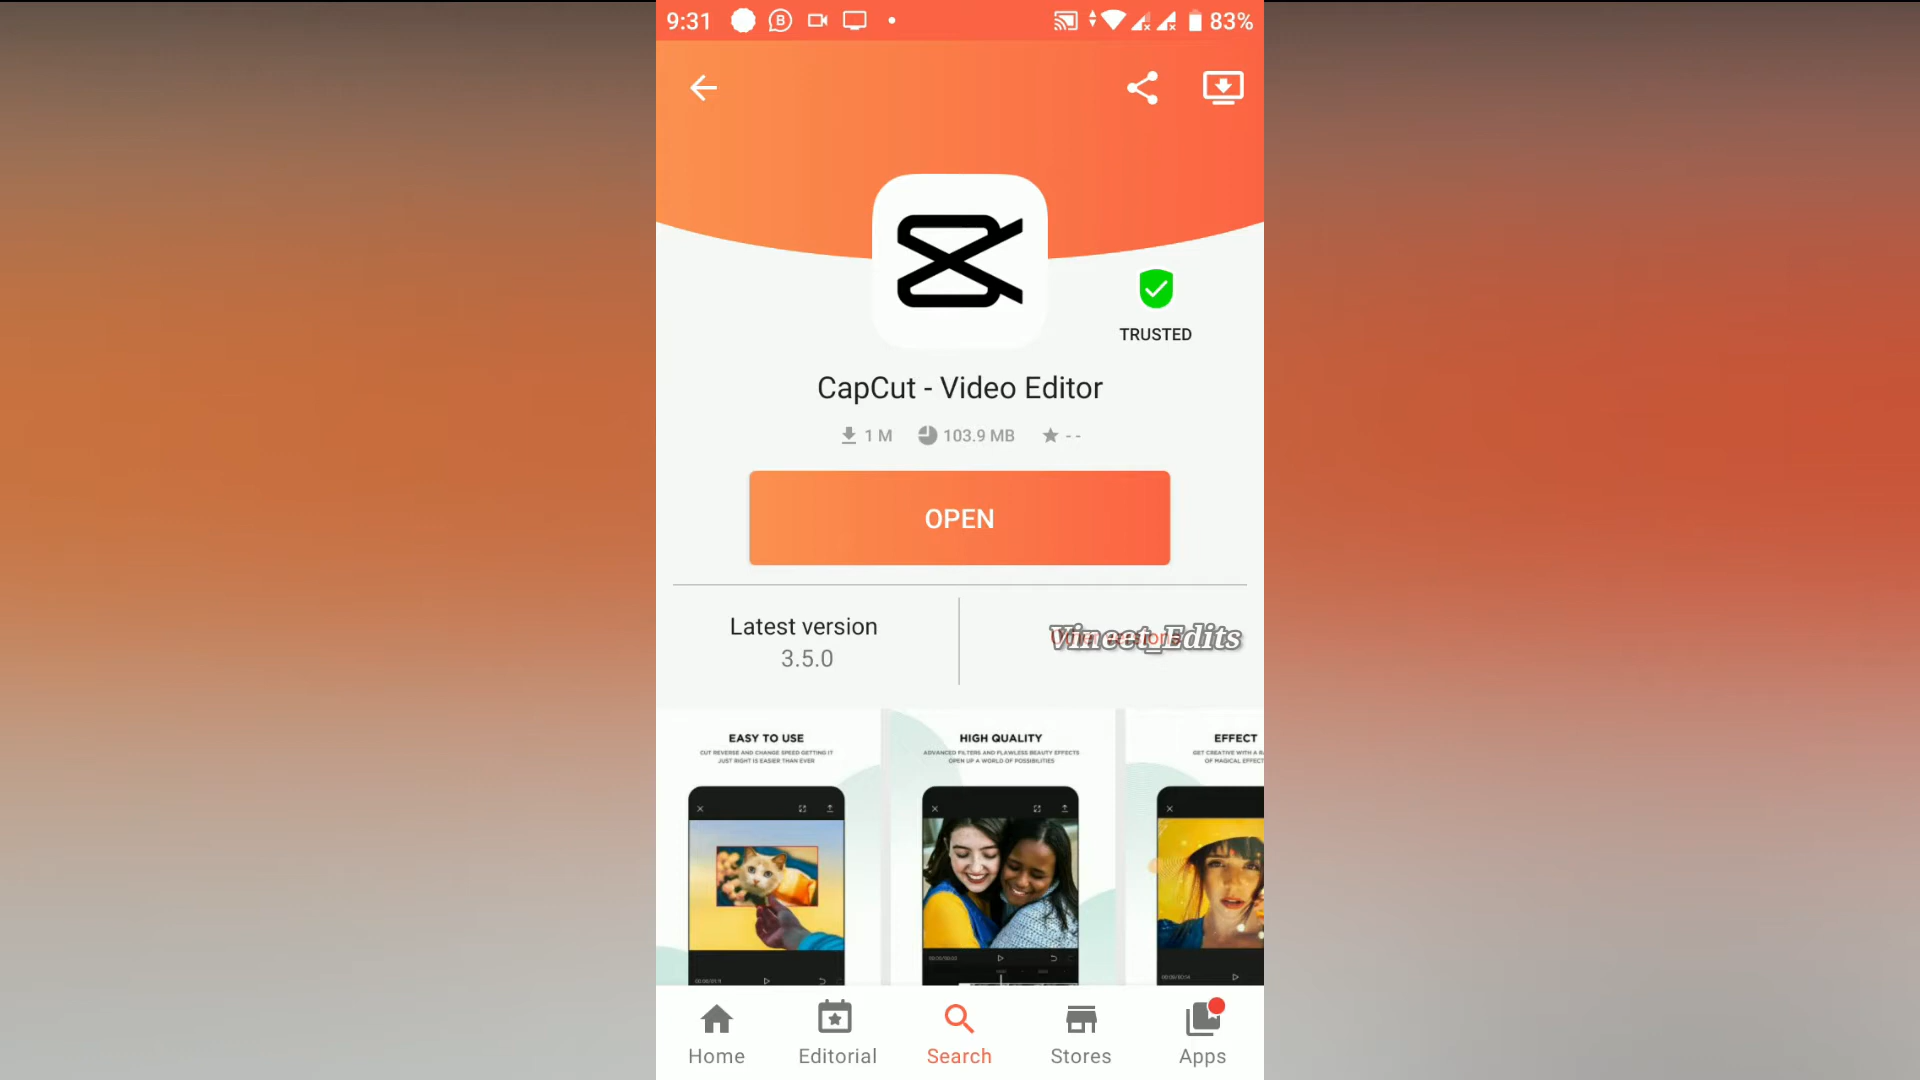 9:31
83%
TRUSTED
CapCut - Video Editor
1 M 103.9 MB - -
OPEN
Latest version
3.5.0
Vineet_Edits
EASY TO USE
CUT REVERSE AND CHANGE SPEED GETTING IT
JUST RIGHT IS EASIER THAN EVER
HIGH QUALITY
ADVANCED FILTERS AND FLAWLESS BEAUTY EFFECTS
OPEN UP A WORLD OF POSSIBILITIES
EFFECT
GET CREATIVE WITH A
OF MAGICAL EFFECT
Home Editorial Search Stores Apps